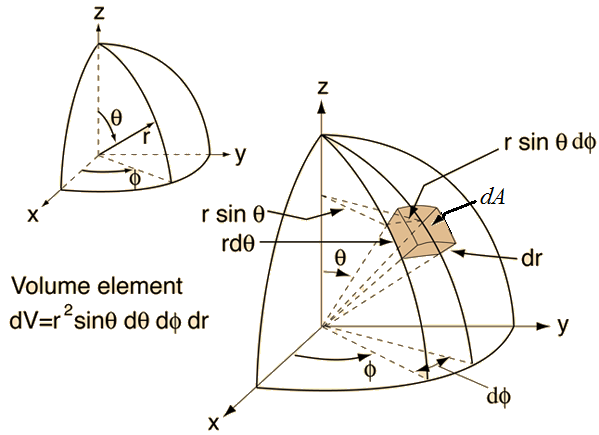 z
θ
r
y
ϕ
x
z
r sin θ dϕ
dA
r sin θ
rdθ
θ
dr
Volume element
dV=r²sinθ dθ dϕ dr
y
ϕ
dϕ
x